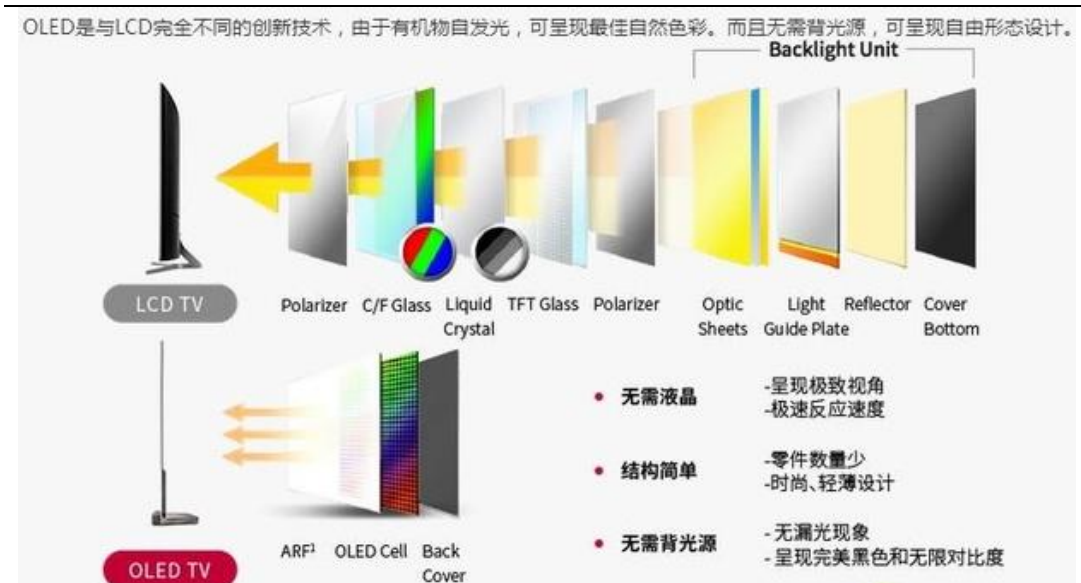 OLED是与LCD完全不同的创新技术，由于有机物自发光，可呈现最佳自然色彩。而且无需背光源，可呈现自由形态设计。
Backlight Unit
LCD TV
Polarizer
C/F Glass
Liquid
Crystal
TFT Glass
Polarizer
Optic
Sheets
Light
Guide Plate
Reflector
Cover
Bottom
OLED TV
ARF¹
OLED Cell
Back
Cover
• 无需液晶
-呈现极致视角
-极速反应速度
• 结构简单
-零件数量少
-时尚、轻薄设计
• 无需背光源
- 无漏光现象
- 呈现完美黑色和无限对比度